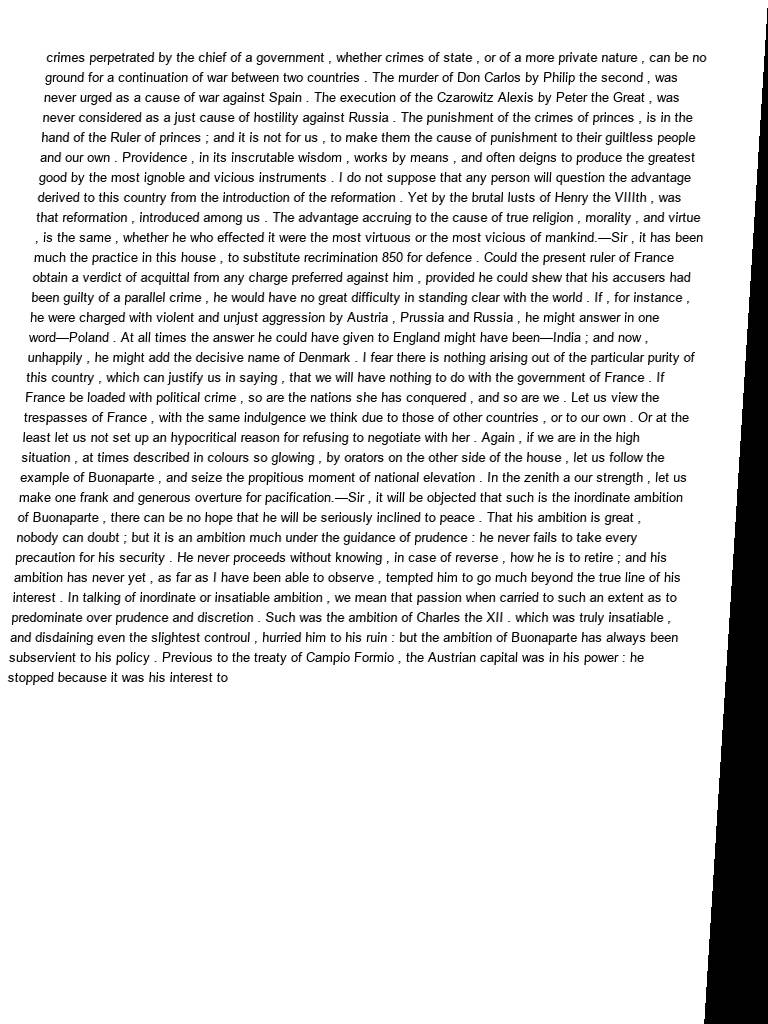 crimes perpetrated by the chief of a government , whether crimes of state , or of a more private nature , can be no
ground for a continuation of war between two countries . The murder of Don Carlos by Philip the second , was
never urged as a cause of war against Spain . The execution of the Czarowitz Alexis by Peter the Great , was
never considered as a just cause of hostility against Russia . The punishment of the crimes of princes , is in the
hand of the Ruler of princes ; and it is not for us , to make them the cause of punishment to their guiltless people
and our own . Providence , in its inscrutable wisdom , works by means , and often deigns to produce the greatest
good by the most ignoble and vicious instruments . I do not suppose that any person will question the advantage
derived to this country from the introduction of the reformation . Yet by the brutal lusts of Henry the VIIIth , was
that reformation , introduced among us . The advantage accruing to the cause of true religion , morality , and virtue
, is the same , whether he who effected it were the most virtuous or the most vicious of mankind.—Sir , it has been
much the practice in this house , to substitute recrimination 850 for defence . Could the present ruler of France
obtain a verdict of acquittal from any charge preferred against him , provided he could shew that his accusers had
been guilty of a parallel crime , he would have no great difficulty in standing clear with the world . If , for instance ,
he were charged with violent and unjust aggression by Austria , Prussia and Russia , he might answer in one
word—Poland . At all times the answer he could have given to England might have been—India ; and now ,
unhappily , he might add the decisive name of Denmark . I fear there is nothing arising out of the particular purity of
this country , which can justify us in saying , that we will have nothing to do with the government of France . If
France be loaded with political crime , so are the nations she has conquered , and so are we . Let us view the
trespasses of France , with the same indulgence we think due to those of other countries , or to our own . Or at the
least let us not set up an hypocritical reason for refusing to negotiate with her . Again , if we are in the high
situation , at times described in colours so glowing , by orators on the other side of the house , let us follow the
example of Buonaparte , and seize the propitious moment of national elevation . In the zenith a our strength , let us
make one frank and generous overture for pacification.—Sir , it will be objected that such is the inordinate ambition
of Buonaparte , there can be no hope that he will be seriously inclined to peace . That his ambition is great ,
nobody can doubt ; but it is an ambition much under the guidance of prudence : he never fails to take every
precaution for his security . He never proceeds without knowing , in case of reverse , how he is to retire ; and his
ambition has never yet , as far as I have been able to observe , tempted him to go much beyond the true line of his
interest . In talking of inordinate or insatiable ambition , we mean that passion when carried to such an extent as to
predominate over prudence and discretion . Such was the ambition of Charles the XII . which was truly insatiable ,
and disdaining even the slightest controul , hurried him to his ruin : but the ambition of Buonaparte has always been
subservient to his policy . Previous to the treaty of Campio Formio , the Austrian capital was in his power : he
stopped because it was his interest to